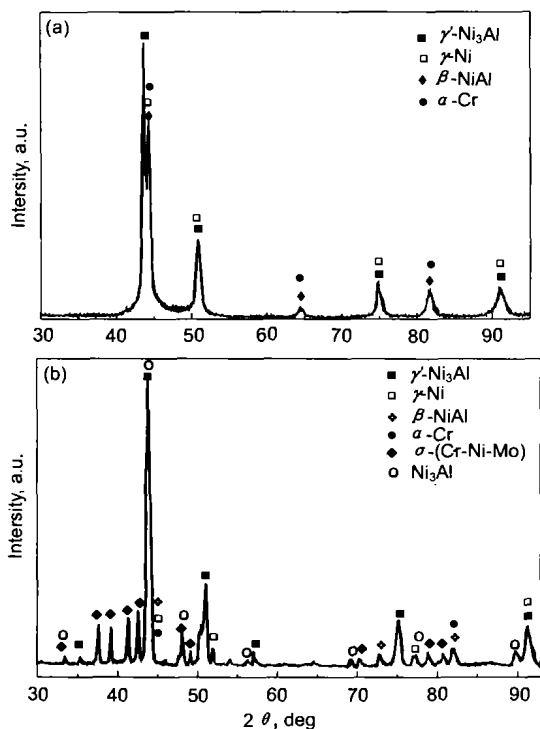 (a)
γ'-Ni₃Al
γ-Ni
β-NiAl
α-Cr
Intersity, a.u.
30 40 50 60 70 80 90
(b)
γ'-Ni₃Al
γ-Ni
β-NiAl
α-Cr
σ-(Cr-Ni-Mo)
Ni₃Al
Intersity, a.u.
30 40 50 60 70 80 90
2 θ, deg